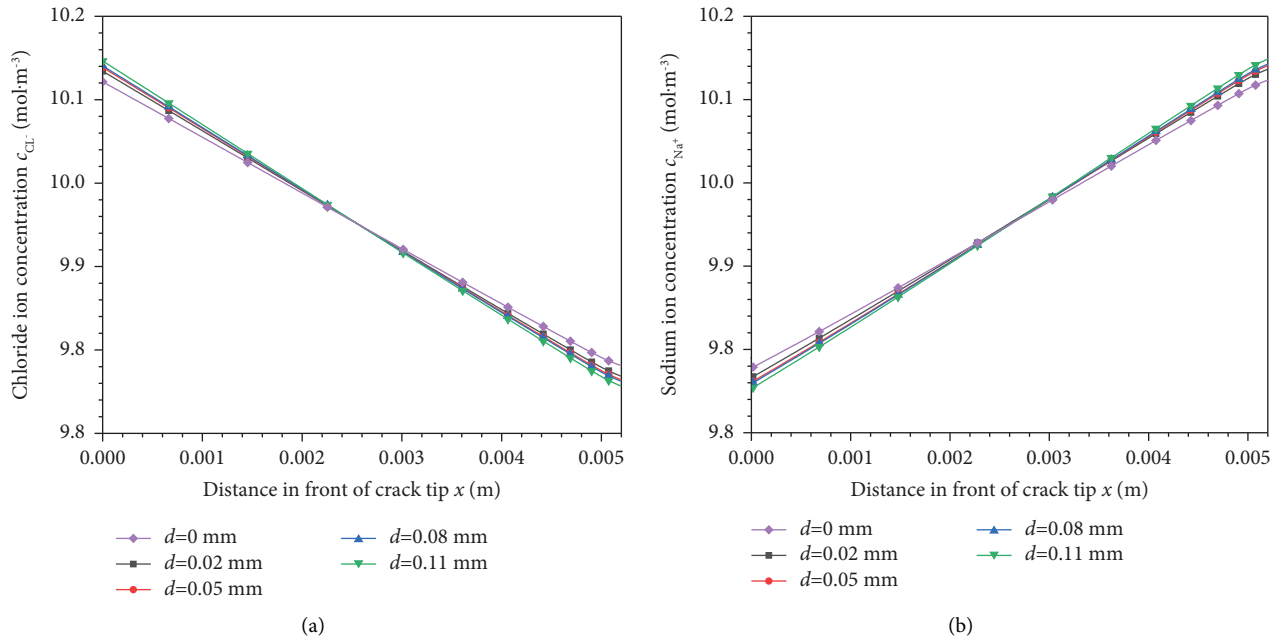 10.2
10.1
10.0
9.9
9.8
9.8
Chloride ion concentration c_CL⁻ (mol·m⁻³)
0.000 0.001 0.002 0.003 0.004 0.005
Distance in front of crack tip x (m)
d=0 mm d=0.08 mm
d=0.02 mm d=0.11 mm
d=0.05 mm
(a)
10.2
10.1
10.0
9.9
9.8
9.8
Sodium ion concentration c_Na⁺ (mol·m⁻³)
0.000 0.001 0.002 0.003 0.004 0.005
Distance in front of crack tip x (m)
d=0 mm d=0.08 mm
d=0.02 mm d=0.11 mm
d=0.05 mm
(b)